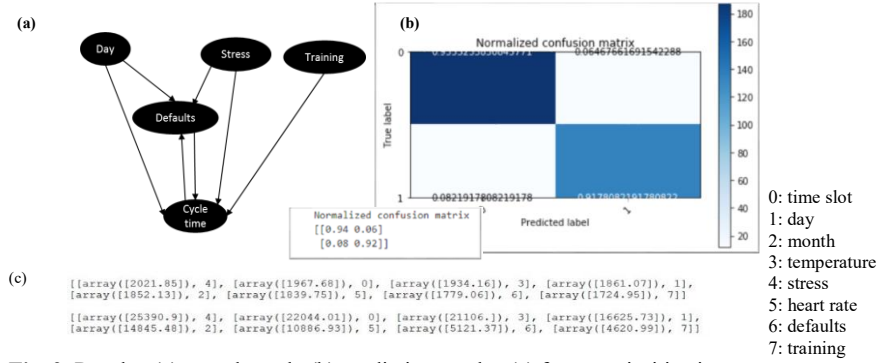 (a)
Day
Stress
Training
Defaults
Cycle
time
(b)
Normalized confusion matrix
0.06467661691542288
0
1
True label
0.0821917808219178
0.9178082191780822
1
Predicted label
180
160
140
120
100
80
60
40
20
Normalized confusion matrix
[[0.94 0.06]
[0.08 0.92]]
0: time slot
1: day
2: month
3: temperature
4: stress
5: heart rate
6: defaults
7: training
(c)
[[array([2021.85]), 4], [array([1967.68]), 0], [array([1934.16]), 3], [array([1861.07]), 1],
[array([1852.13]), 2], [array([1839.75]), 5], [array([1779.06]), 6], [array([1724.95]), 7]]
[[array([25390.9]), 4], [array([22044.01]), 0], [array([21106.]), 3], [array([16625.73]), 1],
[array([14845.48]), 2], [array([10886.93]), 5], [array([5121.37]), 6], [array([4620.99]), 7]]